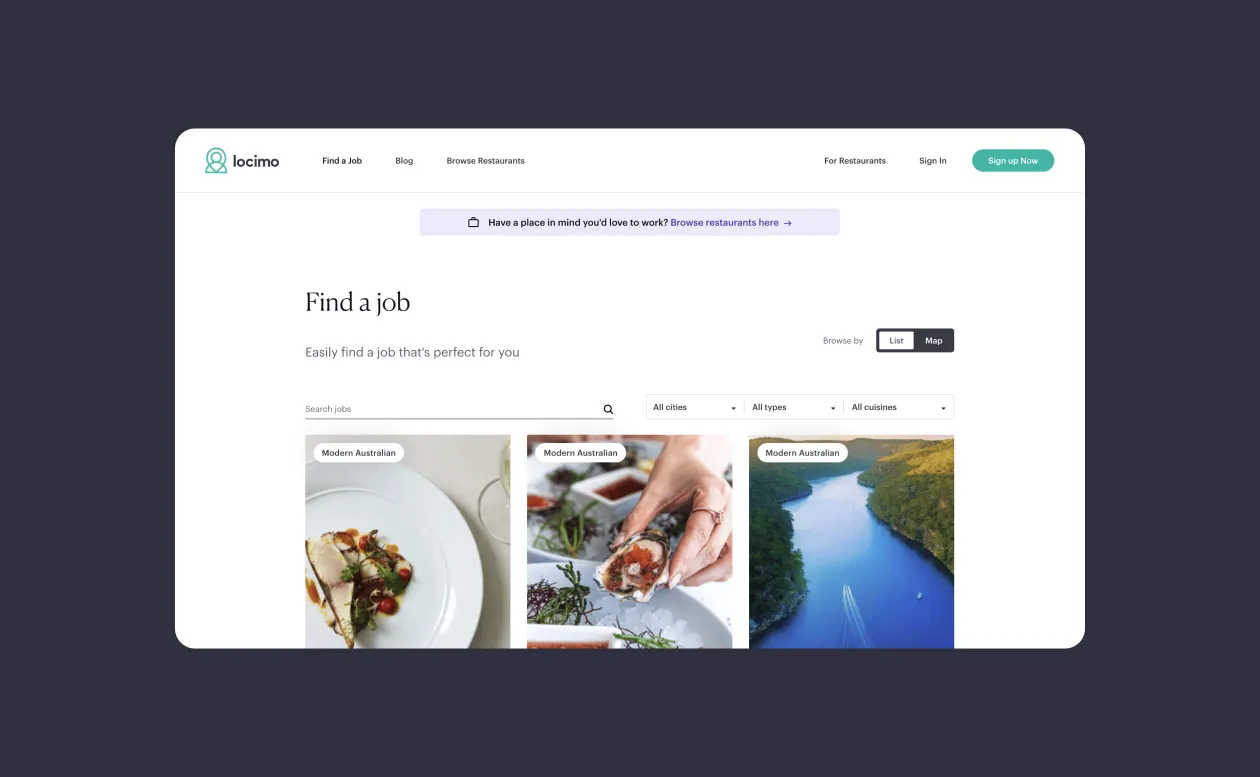 locimo
Find a Job
Blog
Browse Restaurants
For Restaurants
Sign In
Sign up Now
Have a place in mind you'd love to work? Browse restaurants here →
Find a job
Easily find a job that's perfect for you
Browse by
List
Map
Search jobs
All cities
All types
All cuisines
Modern Australian
Modern Australian
Modern Australian